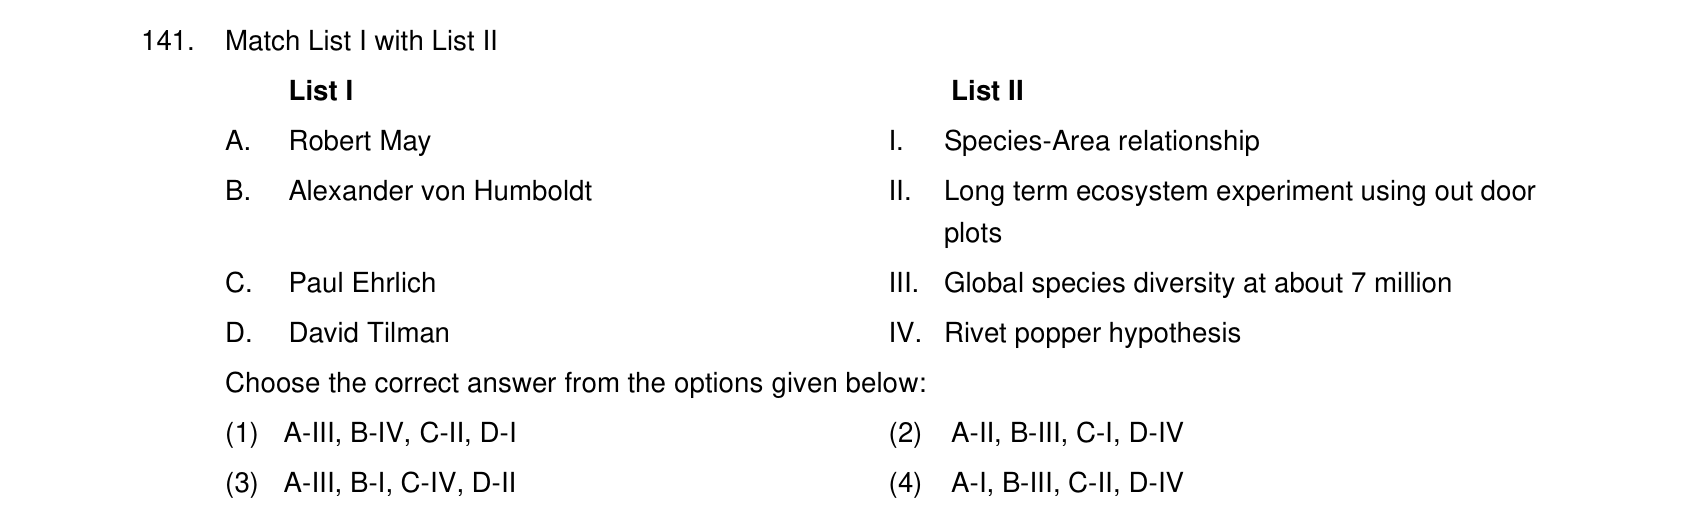 141. Match List I with List II
List I List II
A. Robert May I. Species-Area relationship
B. Alexander von Humboldt II. Long term ecosystem experiment using out door
plots
C. Paul Ehrlich III. Global species diversity at about 7 million
D. David Tilman IV. Rivet popper hypothesis
Choose the correct answer from the options given below:
(1) A-III, B-IV, C-II, D-I (2) A-II, B-III, C-I, D-IV
(3) A-III, B-I, C-IV, D-II (4) A-I, B-III, C-II, D-IV